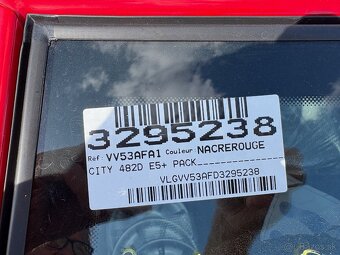 3295238
Ref VV53AFA1 Couleur NACREROUGE
CITY 482D E5+ PACK
VLGVV53AFD3295238